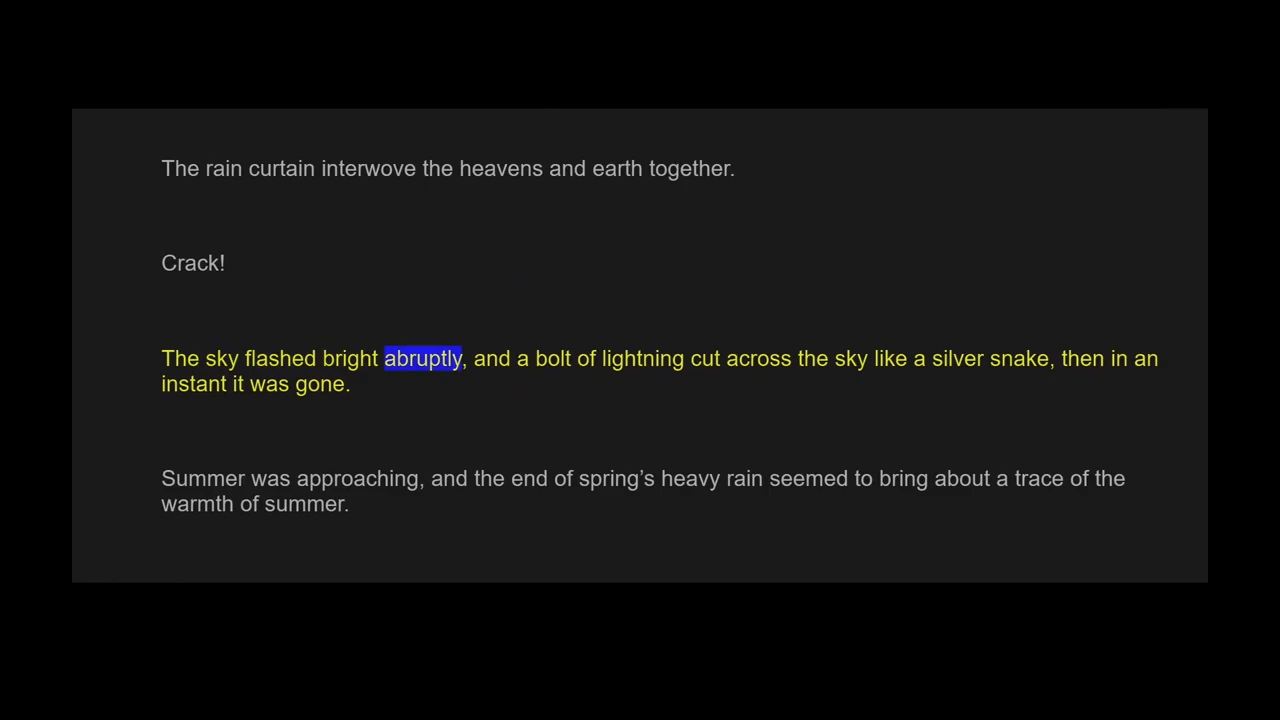 The rain curtain interwove the heavens and earth together.
Crack!
The sky flashed bright abruptly, and a bolt of lightning cut across the sky like a silver snake, then in an
instant it was gone.
Summer was approaching, and the end of spring’s heavy rain seemed to bring about a trace of the
warmth of summer.